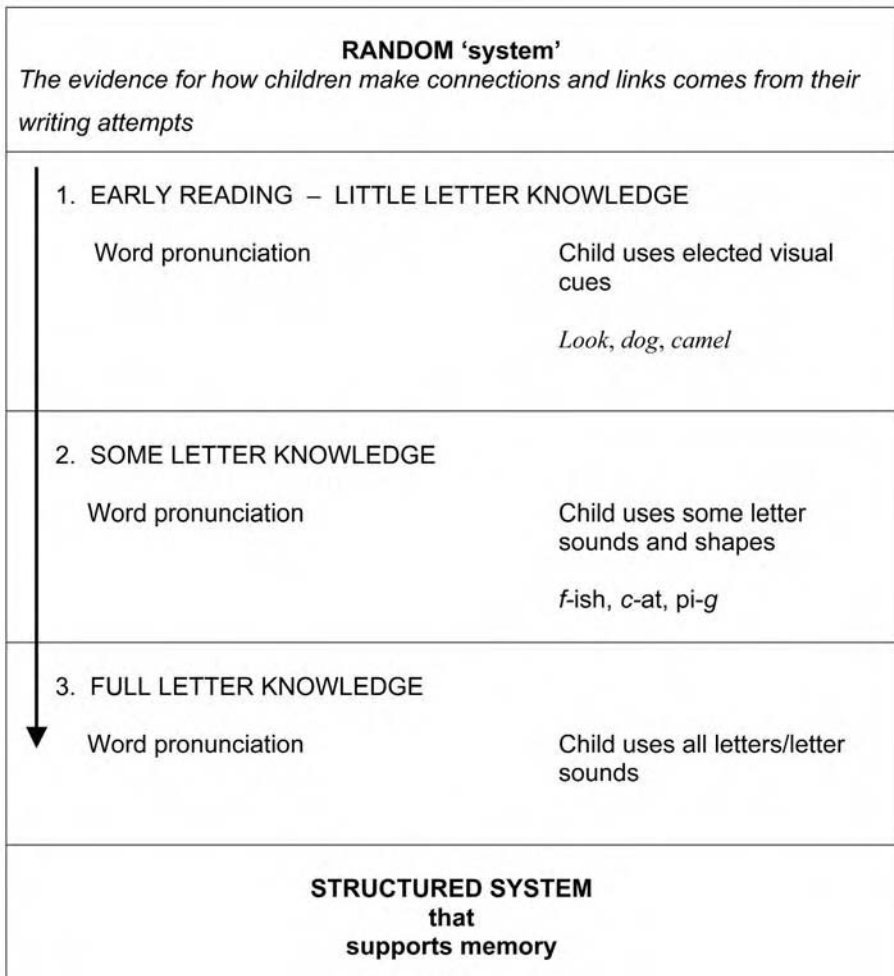 RANDOM ‘system’
The evidence for how children make connections and links comes from their
writing attempts
1. EARLY READING – LITTLE LETTER KNOWLEDGE
Word pronunciation
Child uses elected visual
cues
Look, dog, camel
2. SOME LETTER KNOWLEDGE
Word pronunciation
Child uses some letter
sounds and shapes
f-ish, c-at, pi-g
3. FULL LETTER KNOWLEDGE
Word pronunciation
Child uses all letters/letter
sounds
STRUCTURED SYSTEM
that
supports memory